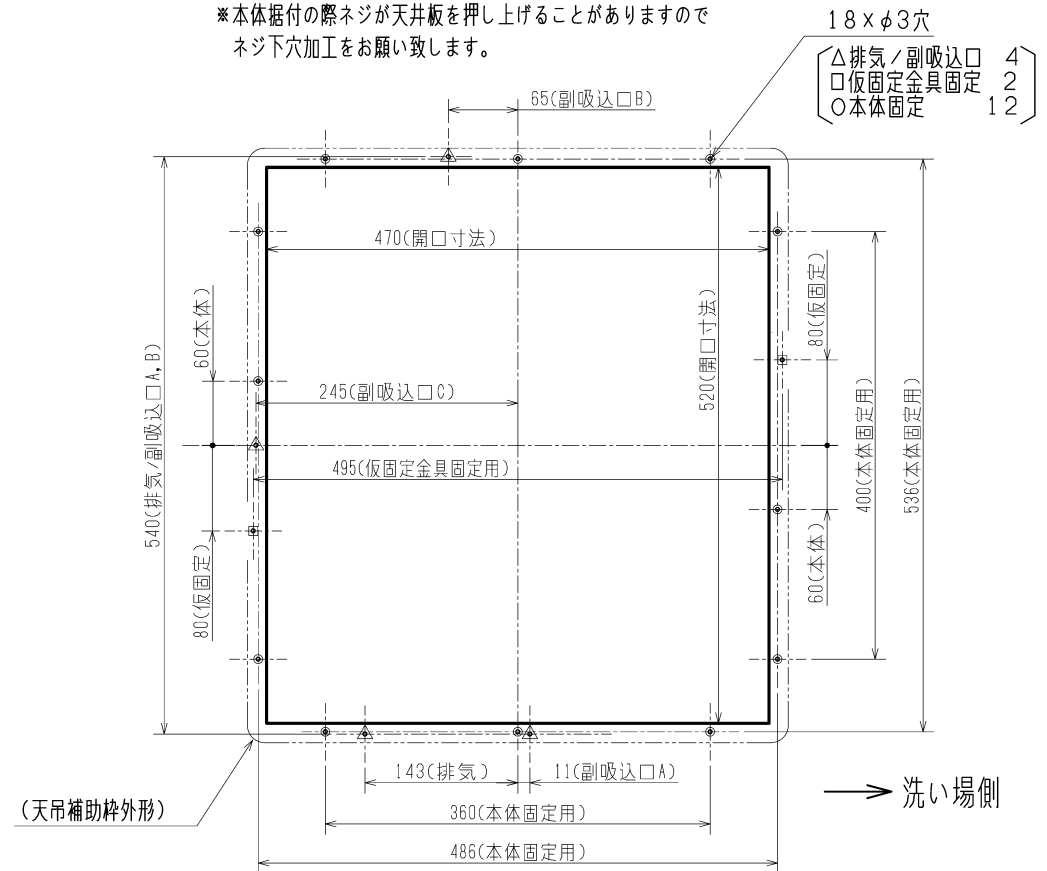 ※本体据付の際ネジが天井板を押し上げることがありますので
ネジ下穴加工をお願い致します。
18×φ3穴
△排気/副吸込口 4
□仮固定金具固定 2
○本体固定 12
65(副吸込口B)
470(開口寸法)
520(開口寸法)
80(仮固定)
60(本体)
540(排気/副吸込口A,B)
245(副吸込口C)
495(仮固定金具固定用)
400(本体固定用)
536(本体固定用)
80(仮固定)
60(本体)
143(排気)
11(副吸込口A)
360(本体固定用)
486(本体固定用)
(天吊補助枠外形)
洗い場側